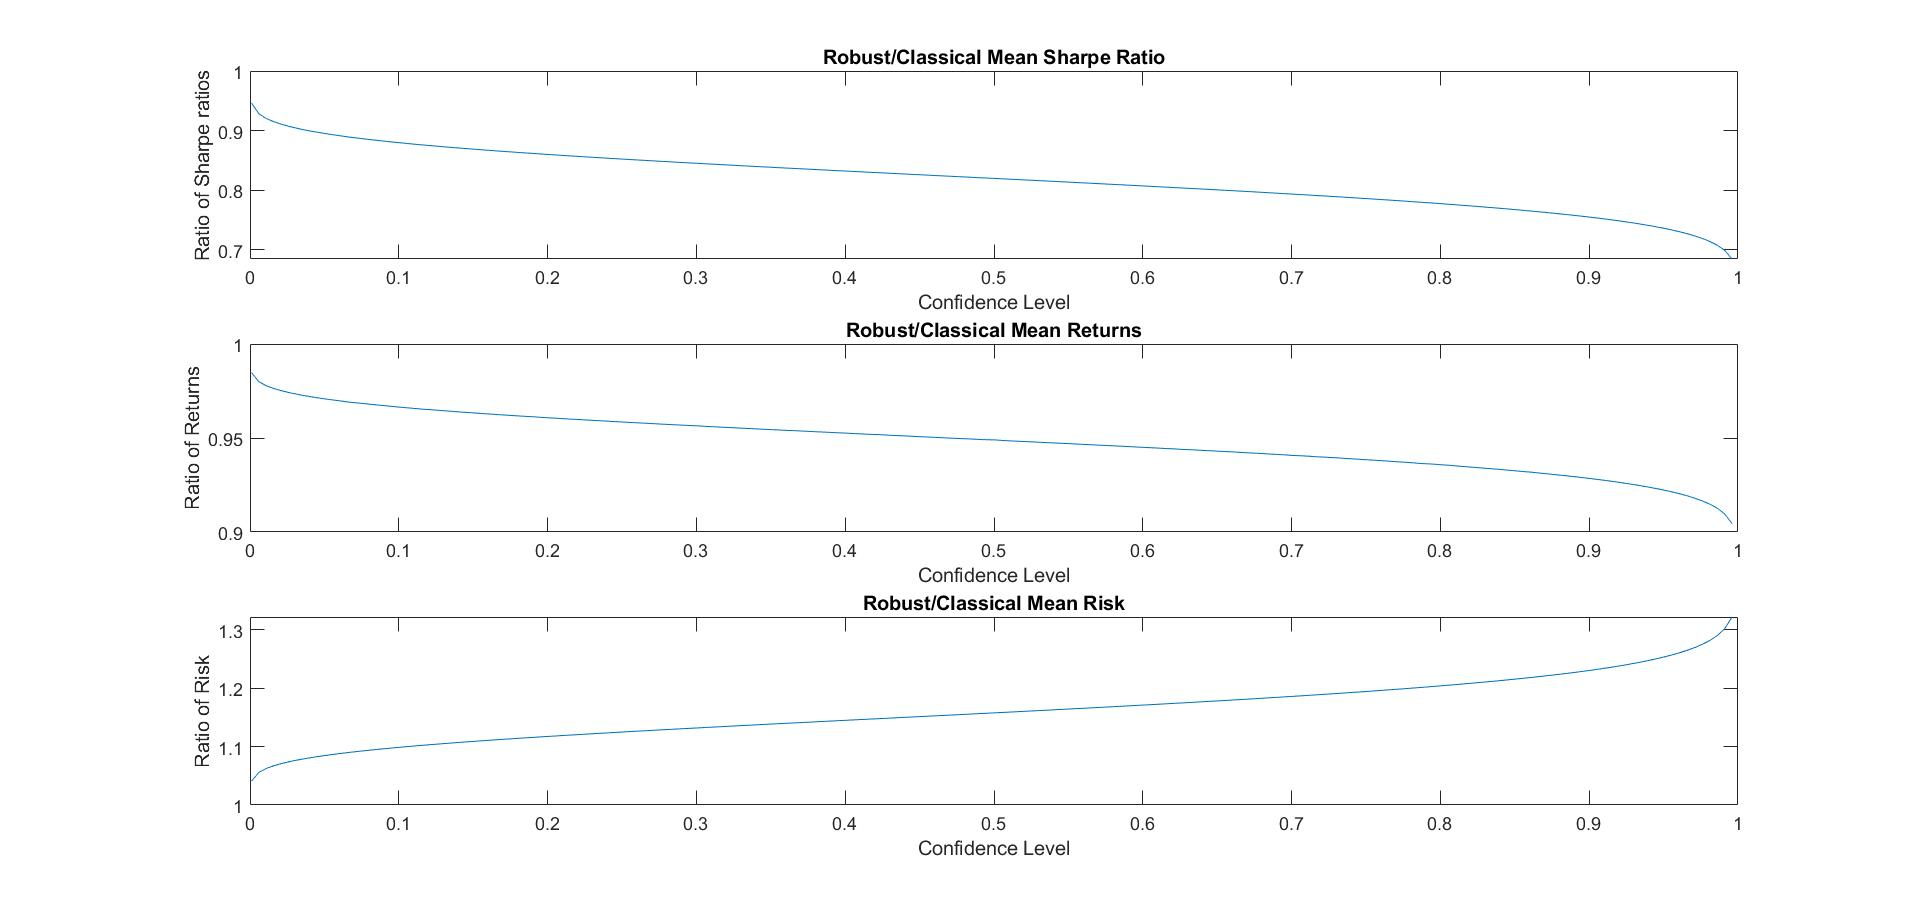 Robust/Classical Mean Sharpe Ratio
Ratio of Sharpe ratios
1
0.9
0.8
0.7
0 0.1 0.2 0.3 0.4 0.5 0.6 0.7 0.8 0.9 1
Confidence Level
Robust/Classical Mean Returns
Ratio of Returns
1
0.95
0.9
0 0.1 0.2 0.3 0.4 0.5 0.6 0.7 0.8 0.9 1
Confidence Level
Robust/Classical Mean Risk
Ratio of Risk
1.3
1.2
1.1
1
0 0.1 0.2 0.3 0.4 0.5 0.6 0.7 0.8 0.9 1
Confidence Level